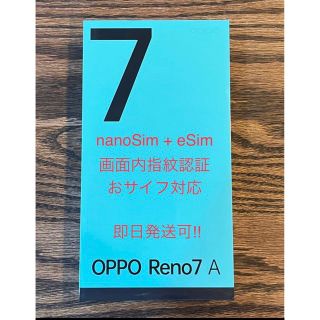 7
nanoSim + eSim
画面内指紋認証
おサイフ対応
即日発送可!!
OPPO Reno7 A